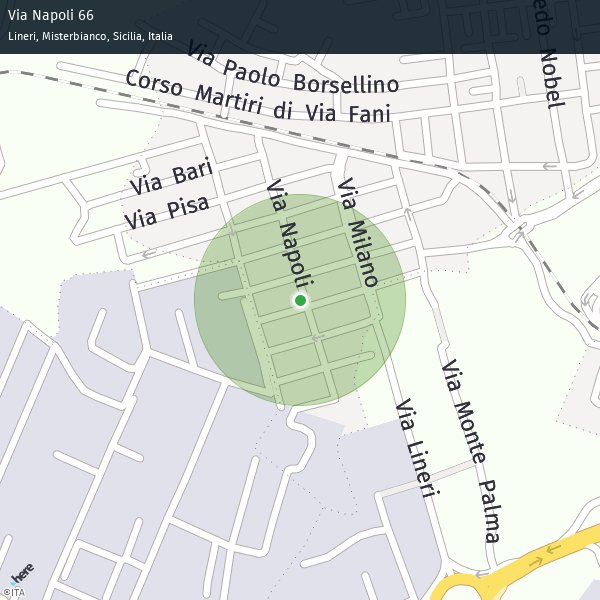 Via Napoli 66
Lineri, Misterbianco, Sicilia, Italia
edo Nobel
Via Paolo Borsellino
Corso Martiri di Via Fani
Via Bari
Via Pisa
Via Napoli
Via Milano
Via Monte Palma
Via Lineri
here
©ITA